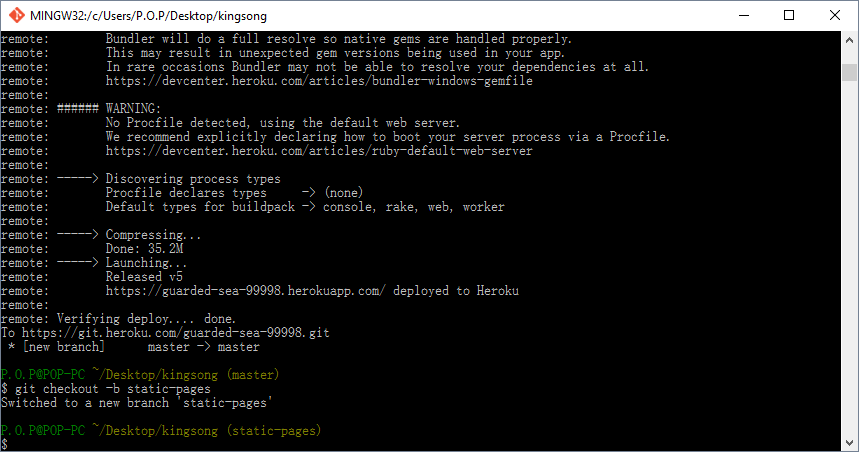 MINGW32:/c/Users/P.O.P/Desktop/kingsong
remote:        Bundler will do a full resolve so native gems are handled properly.
remote:        This may result in unexpected gem versions being used in your app.
remote:        In rare occasions Bundler may not be able to resolve your dependencies at all.
remote:        https://devcenter.heroku.com/articles/bundler-windows-gemfile
remote:
remote: ###### WARNING:
remote:        No Procfile detected, using the default web server.
remote:        We recommend explicitly declaring how to boot your server process via a Procfile.
remote:        https://devcenter.heroku.com/articles/ruby-default-web-server
remote:
remote: -----> Discovering process types
remote:        Procfile declares types     -> (none)
remote:        Default types for buildpack -> console, rake, web, worker
remote:
remote: -----> Compressing...
remote:        Done: 35.2M
remote: -----> Launching...
remote:        Released v5
remote:        https://guarded-sea-99998.herokuapp.com/ deployed to Heroku
remote:
remote: Verifying deploy.... done.
To https://git.heroku.com/guarded-sea-99998.git
 * [new branch]      master -> master
P.O.P@POP-PC ~/Desktop/kingsong (master)
$ git checkout -b static-pages
Switched to a new branch 'static-pages'
P.O.P@POP-PC ~/Desktop/kingsong (static-pages)
$